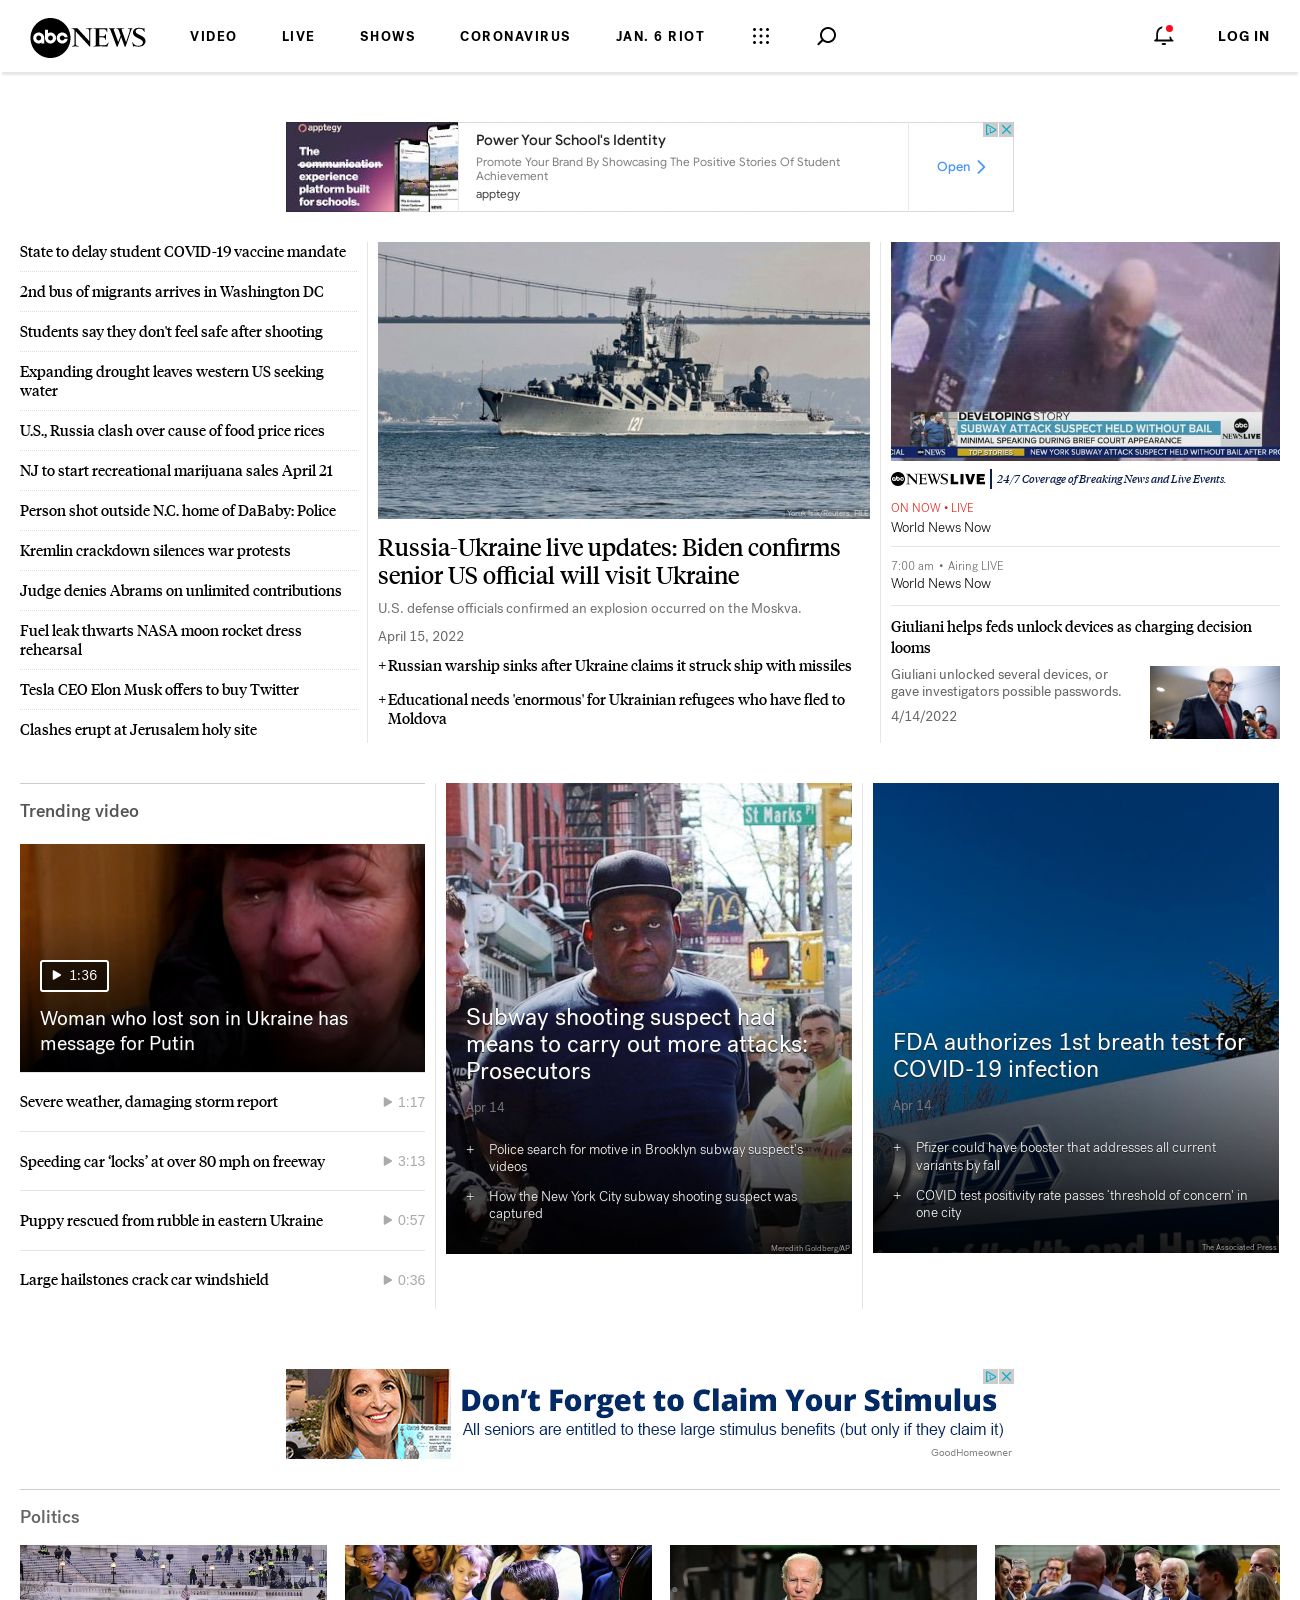 abc NEWS
VIDEO
LIVE
SHOWS
CORONAVIRUS
JAN. 6 RIOT
LOG IN
apptegy
The
communication
experience
platform built
for schools.
Power Your School's Identity
Promote Your Brand By Showcasing The Positive Stories Of Student
Achievement
apptegy
Open
State to delay student COVID-19 vaccine mandate
2nd bus of migrants arrives in Washington DC
Students say they don't feel safe after shooting
Expanding drought leaves western US seeking
water
U.S., Russia clash over cause of food price rices
NJ to start recreational marijuana sales April 21
Person shot outside N.C. home of DaBaby: Police
Kremlin crackdown silences war protests
Judge denies Abrams on unlimited contributions
Fuel leak thwarts NASA moon rocket dress
rehearsal
Tesla CEO Elon Musk offers to buy Twitter
Clashes erupt at Jerusalem holy site
121
Yoruk Isik/Reuters, FILE
Russia-Ukraine live updates: Biden confirms
senior US official will visit Ukraine
U.S. defense officials confirmed an explosion occurred on the Moskva.
April 15, 2022
+ Russian warship sinks after Ukraine claims it struck ship with missiles
+ Educational needs 'enormous' for Ukrainian refugees who have fled to
Moldova
DOJ
DEVELOPING STORY
SUBWAY ATTACK SUSPECT HELD WITHOUT BAIL
MINIMAL SPEAKING DURING BRIEF COURT APPEARANCE
abc NEWS LIVE
CIAL abc NEWS TOP STORIES NEW YORK SUBWAY ATTACK SUSPECT HELD WITHOUT BAIL AFTER PRO
abc NEWS LIVE 24/7 Coverage of Breaking News and Live Events.
ON NOW • LIVE
World News Now
7:00 am • Airing LIVE
World News Now
Giuliani helps feds unlock devices as charging decision
looms
Giuliani unlocked several devices, or
gave investigators possible passwords.
4/14/2022
Trending video
1:36
Woman who lost son in Ukraine has
message for Putin
Severe weather, damaging storm report 1:17
Speeding car ‘locks’ at over 80 mph on freeway 3:13
Puppy rescued from rubble in eastern Ukraine 0:57
Large hailstones crack car windshield 0:36
St Marks Pl
Subway shooting suspect had
means to carry out more attacks:
Prosecutors
Apr 14
+ Police search for motive in Brooklyn subway suspect's
videos
+ How the New York City subway shooting suspect was
captured
Meredith Goldberg/AP
FDA authorizes 1st breath test for
COVID-19 infection
Apr 14
FDA
+ Pfizer could have booster that addresses all current
variants by fall
+ COVID test positivity rate passes 'threshold of concern' in
one city
The Associated Press
Don’t Forget to Claim Your Stimulus
All seniors are entitled to these large stimulus benefits (but only if they claim it)
GoodHomeowner
Politics